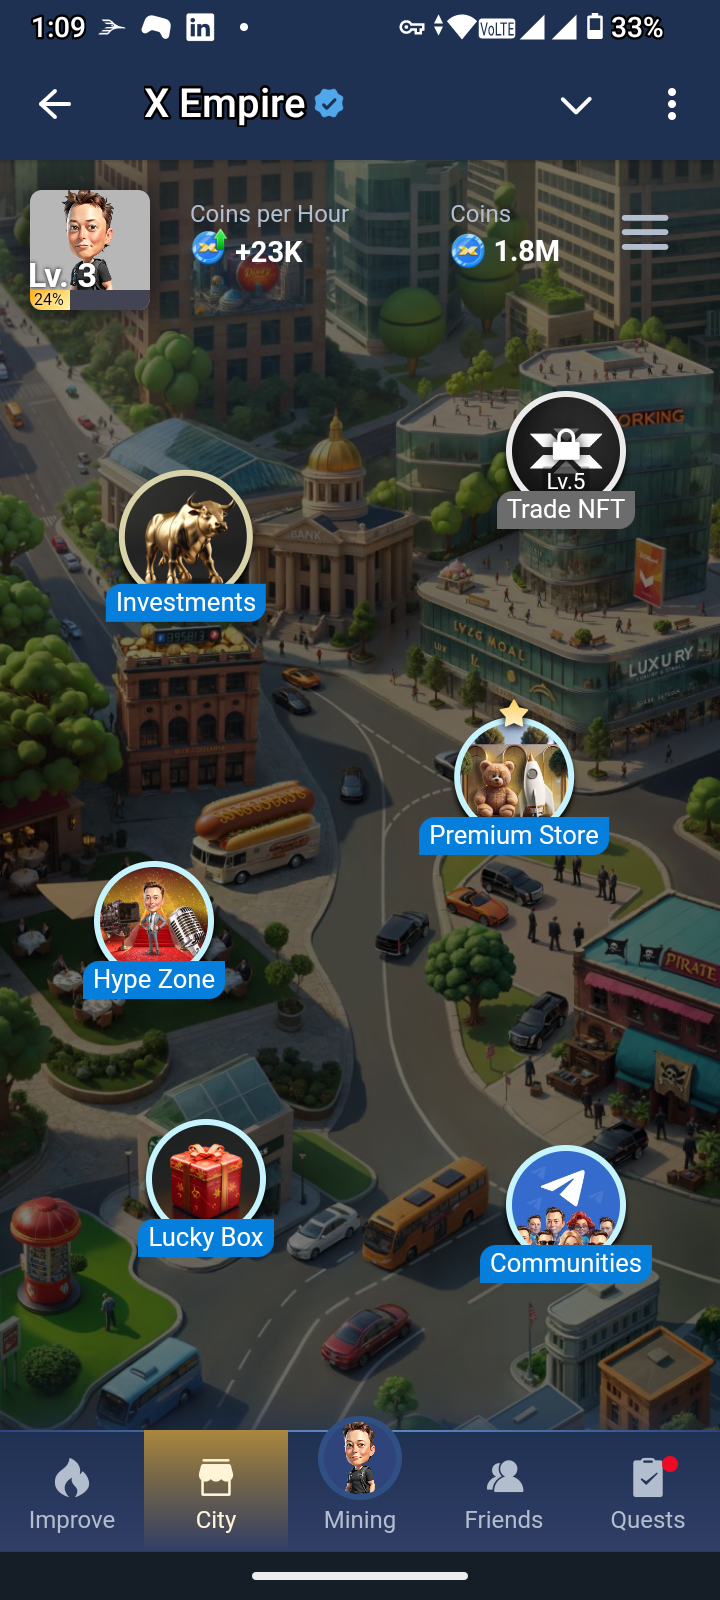 1:09
VoLTE
33%
X Empire
Coins per Hour
+23K
Coins
1.8M
Lv. 3
24%
ORKING
Lv.5
Trade NFT
BANK
Investments
LUXURY
Premium Store
Hype Zone
PIRATE
Lucky Box
Communities
Improve
City
Mining
Friends
Quests